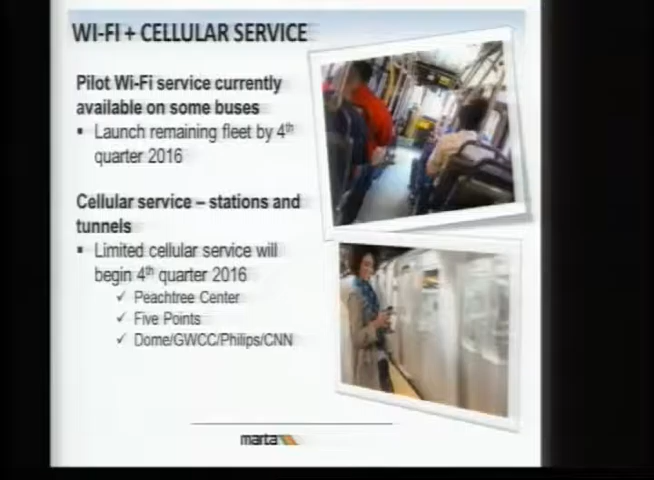 WI-FI + CELLULAR SERVICE
Pilot Wi-Fi service currently
available on some buses
▪ Launch remaining fleet by 4th
quarter 2016
Cellular service – stations and
tunnels
▪ Limited cellular service will
begin 4th quarter 2016
✓ Peachtree Center
✓ Five Points
✓ Dome/GWCC/Philips/CNN
marta